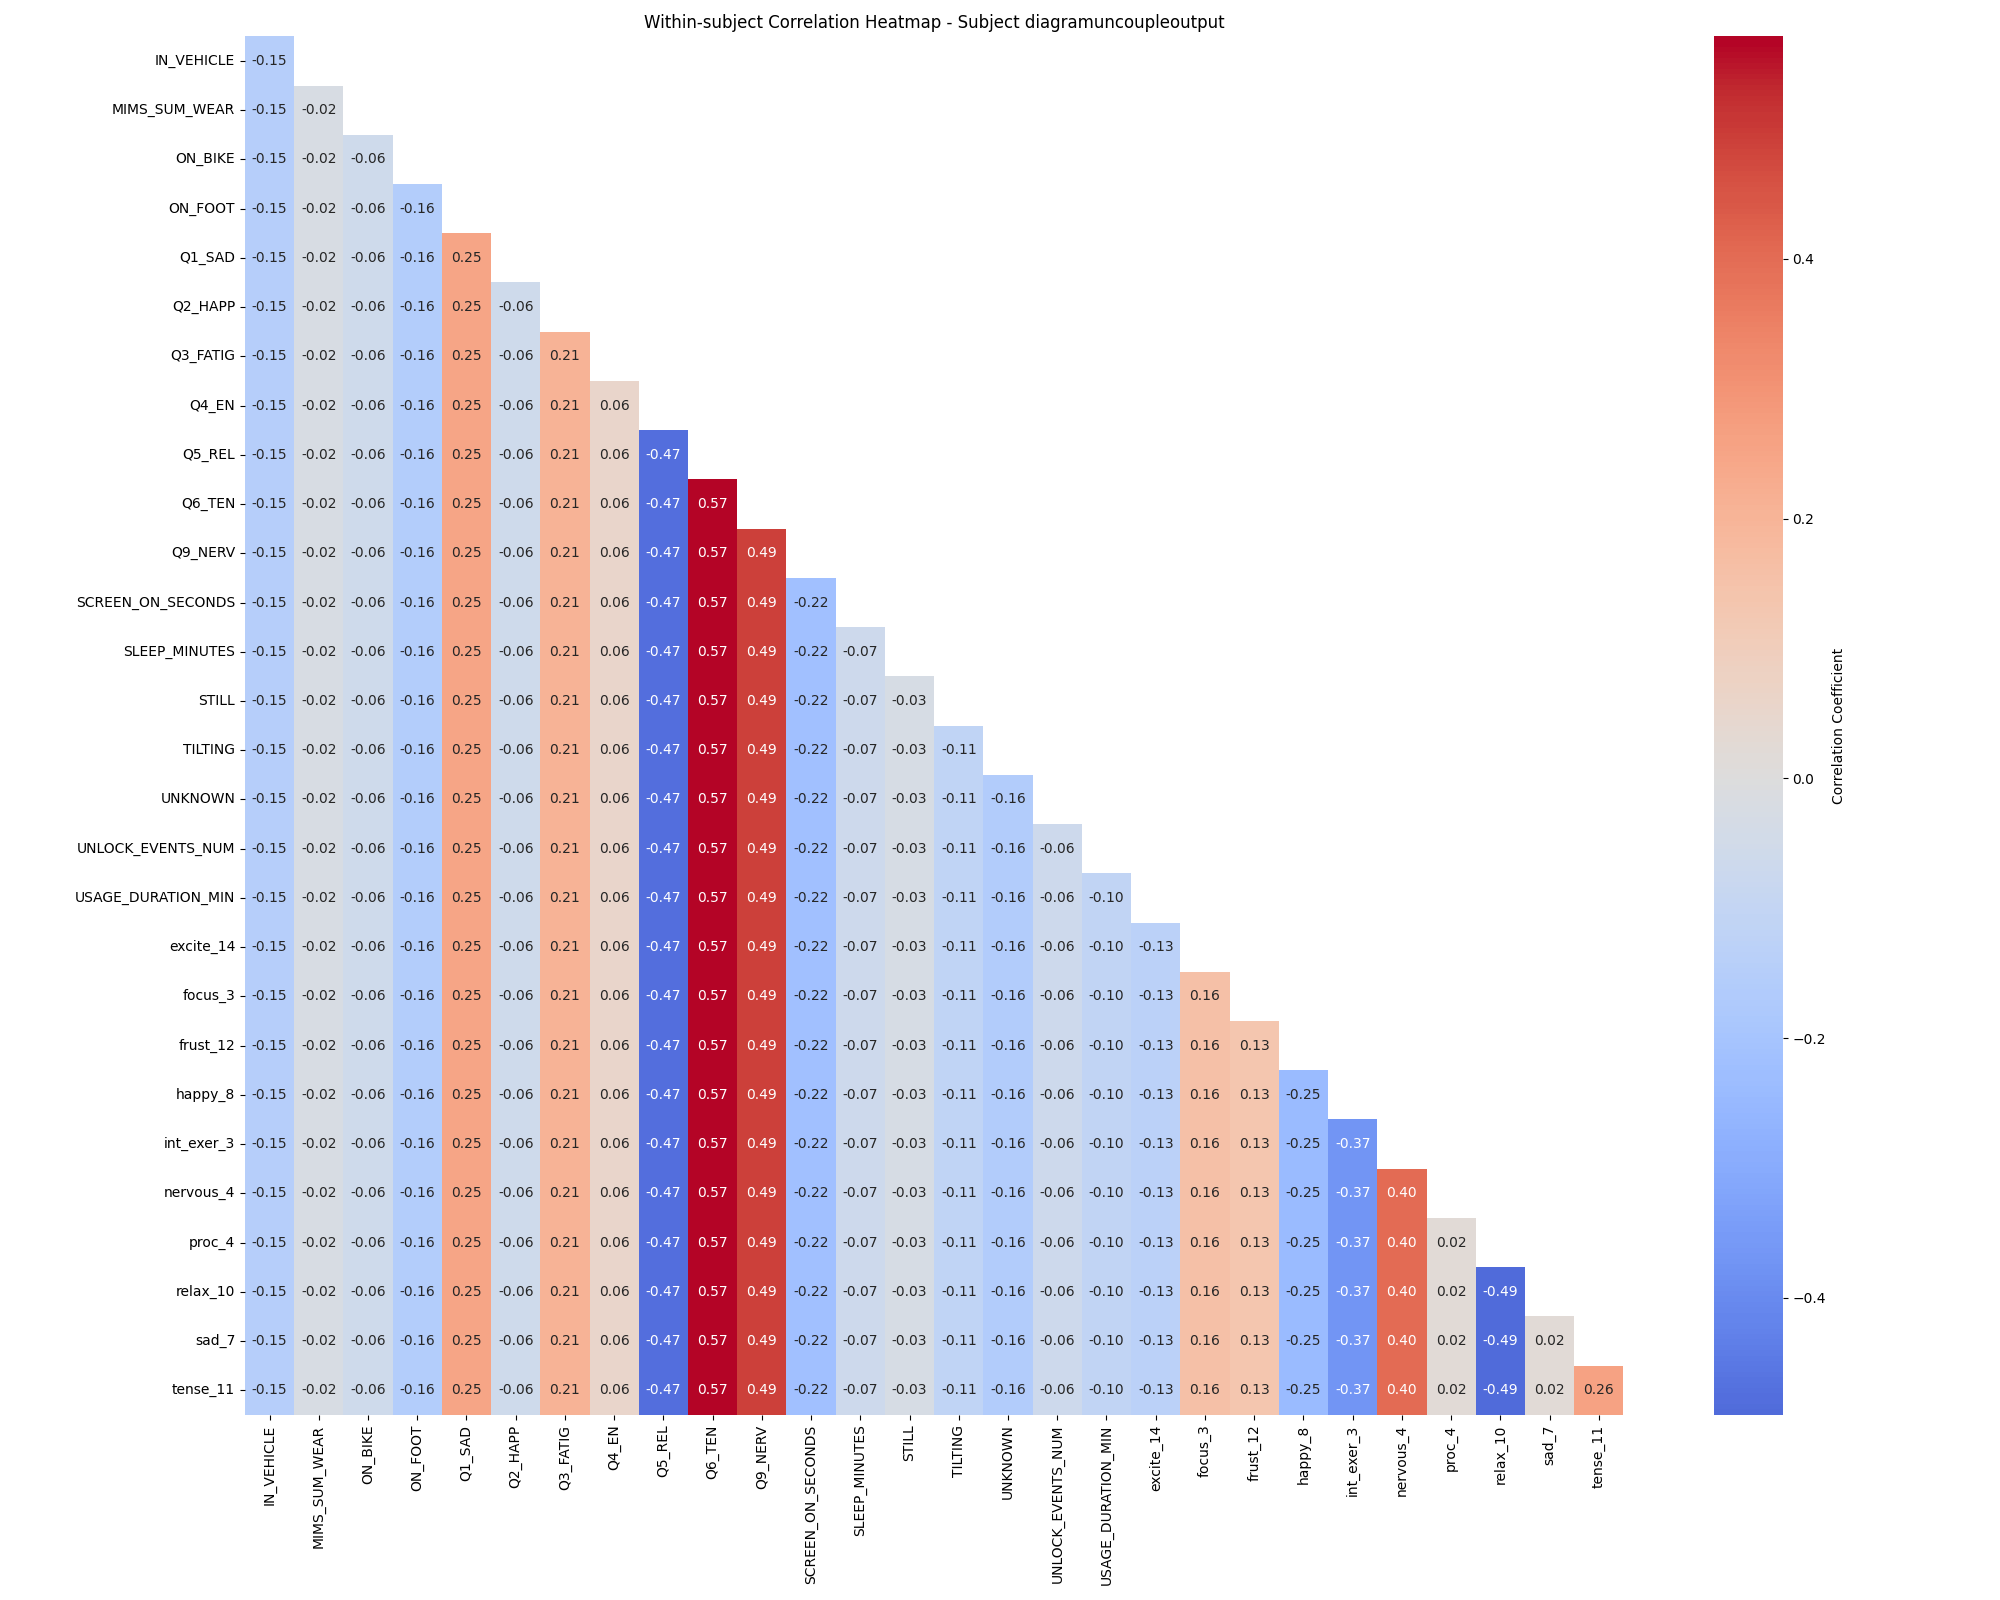 Within-subject Correlation Heatmap - Subject diagramuncoupleoutput
IN_VEHICLE -0.15
MIMS_SUM_WEAR -0.15 -0.02
ON_BIKE -0.15 -0.02 -0.06
ON_FOOT -0.15 -0.02 -0.06 -0.16
Q1_SAD -0.15 -0.02 -0.06 -0.16 0.25
Q2_HAPP -0.15 -0.02 -0.06 -0.16 0.25 -0.06
Q3_FATIG -0.15 -0.02 -0.06 -0.16 0.25 -0.06 0.21
Q4_EN -0.15 -0.02 -0.06 -0.16 0.25 -0.06 0.21 0.06
Q5_REL -0.15 -0.02 -0.06 -0.16 0.25 -0.06 0.21 0.06 -0.47
Q6_TEN -0.15 -0.02 -0.06 -0.16 0.25 -0.06 0.21 0.06 -0.47 0.57
Q9_NERV -0.15 -0.02 -0.06 -0.16 0.25 -0.06 0.21 0.06 -0.47 0.57 0.49
SCREEN_ON_SECONDS -0.15 -0.02 -0.06 -0.16 0.25 -0.06 0.21 0.06 -0.47 0.57 0.49 -0.22
SLEEP_MINUTES -0.15 -0.02 -0.06 -0.16 0.25 -0.06 0.21 0.06 -0.47 0.57 0.49 -0.22 -0.07
STILL -0.15 -0.02 -0.06 -0.16 0.25 -0.06 0.21 0.06 -0.47 0.57 0.49 -0.22 -0.07 -0.03
TILTING -0.15 -0.02 -0.06 -0.16 0.25 -0.06 0.21 0.06 -0.47 0.57 0.49 -0.22 -0.07 -0.03 -0.11
UNKNOWN -0.15 -0.02 -0.06 -0.16 0.25 -0.06 0.21 0.06 -0.47 0.57 0.49 -0.22 -0.07 -0.03 -0.11 -0.16
UNLOCK_EVENTS_NUM -0.15 -0.02 -0.06 -0.16 0.25 -0.06 0.21 0.06 -0.47 0.57 0.49 -0.22 -0.07 -0.03 -0.11 -0.16 -0.06
USAGE_DURATION_MIN -0.15 -0.02 -0.06 -0.16 0.25 -0.06 0.21 0.06 -0.47 0.57 0.49 -0.22 -0.07 -0.03 -0.11 -0.16 -0.06 -0.10
excite_14 -0.15 -0.02 -0.06 -0.16 0.25 -0.06 0.21 0.06 -0.47 0.57 0.49 -0.22 -0.07 -0.03 -0.11 -0.16 -0.06 -0.10 -0.13
focus_3 -0.15 -0.02 -0.06 -0.16 0.25 -0.06 0.21 0.06 -0.47 0.57 0.49 -0.22 -0.07 -0.03 -0.11 -0.16 -0.06 -0.10 -0.13 0.16
frust_12 -0.15 -0.02 -0.06 -0.16 0.25 -0.06 0.21 0.06 -0.47 0.57 0.49 -0.22 -0.07 -0.03 -0.11 -0.16 -0.06 -0.10 -0.13 0.16 0.13
happy_8 -0.15 -0.02 -0.06 -0.16 0.25 -0.06 0.21 0.06 -0.47 0.57 0.49 -0.22 -0.07 -0.03 -0.11 -0.16 -0.06 -0.10 -0.13 0.16 0.13 -0.25
int_exer_3 -0.15 -0.02 -0.06 -0.16 0.25 -0.06 0.21 0.06 -0.47 0.57 0.49 -0.22 -0.07 -0.03 -0.11 -0.16 -0.06 -0.10 -0.13 0.16 0.13 -0.25 -0.37
nervous_4 -0.15 -0.02 -0.06 -0.16 0.25 -0.06 0.21 0.06 -0.47 0.57 0.49 -0.22 -0.07 -0.03 -0.11 -0.16 -0.06 -0.10 -0.13 0.16 0.13 -0.25 -0.37 0.40
proc_4 -0.15 -0.02 -0.06 -0.16 0.25 -0.06 0.21 0.06 -0.47 0.57 0.49 -0.22 -0.07 -0.03 -0.11 -0.16 -0.06 -0.10 -0.13 0.16 0.13 -0.25 -0.37 0.40 0.02
relax_10 -0.15 -0.02 -0.06 -0.16 0.25 -0.06 0.21 0.06 -0.47 0.57 0.49 -0.22 -0.07 -0.03 -0.11 -0.16 -0.06 -0.10 -0.13 0.16 0.13 -0.25 -0.37 0.40 0.02 -0.49
sad_7 -0.15 -0.02 -0.06 -0.16 0.25 -0.06 0.21 0.06 -0.47 0.57 0.49 -0.22 -0.07 -0.03 -0.11 -0.16 -0.06 -0.10 -0.13 0.16 0.13 -0.25 -0.37 0.40 0.02 -0.49 0.02
tense_11 -0.15 -0.02 -0.06 -0.16 0.25 -0.06 0.21 0.06 -0.47 0.57 0.49 -0.22 -0.07 -0.03 -0.11 -0.16 -0.06 -0.10 -0.13 0.16 0.13 -0.25 -0.37 0.40 0.02 -0.49 0.02 0.26
IN_VEHICLE
MIMS_SUM_WEAR
ON_BIKE
ON_FOOT
Q1_SAD
Q2_HAPP
Q3_FATIG
Q4_EN
Q5_REL
Q6_TEN
Q9_NERV
SCREEN_ON_SECONDS
SLEEP_MINUTES
STILL
TILTING
UNKNOWN
UNLOCK_EVENTS_NUM
USAGE_DURATION_MIN
excite_14
focus_3
frust_12
happy_8
int_exer_3
nervous_4
proc_4
relax_10
sad_7
tense_11
0.4
0.2
0.0
−0.2
−0.4
Correlation Coefficient